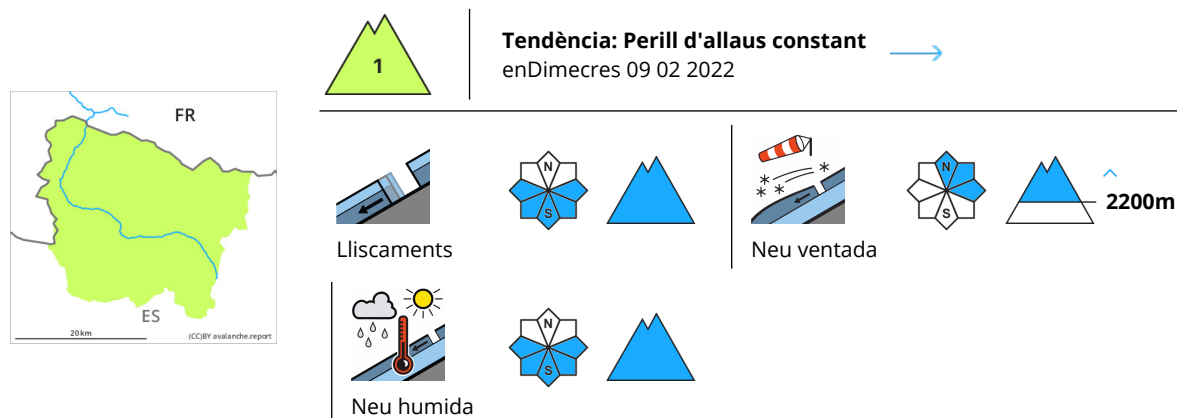 FR
ES
20 km
(CC)BY avalanche.report
1
Tendència: Perill d'allaus constant
enDimecres 09 02 2022
N
S
Lliscaments
N
S
2200m
Neu ventada
N
S
Neu humida